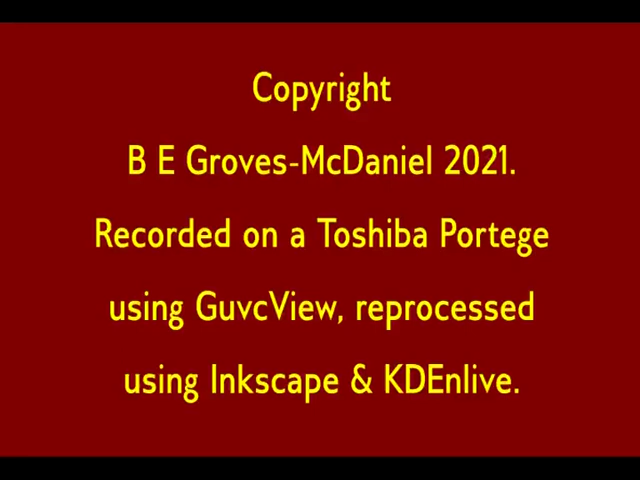 Copyright
B E Groves-McDaniel 2021.
Recorded on a Toshiba Portege
using GuvcView, reprocessed
using Inkscape & KDEnlive.